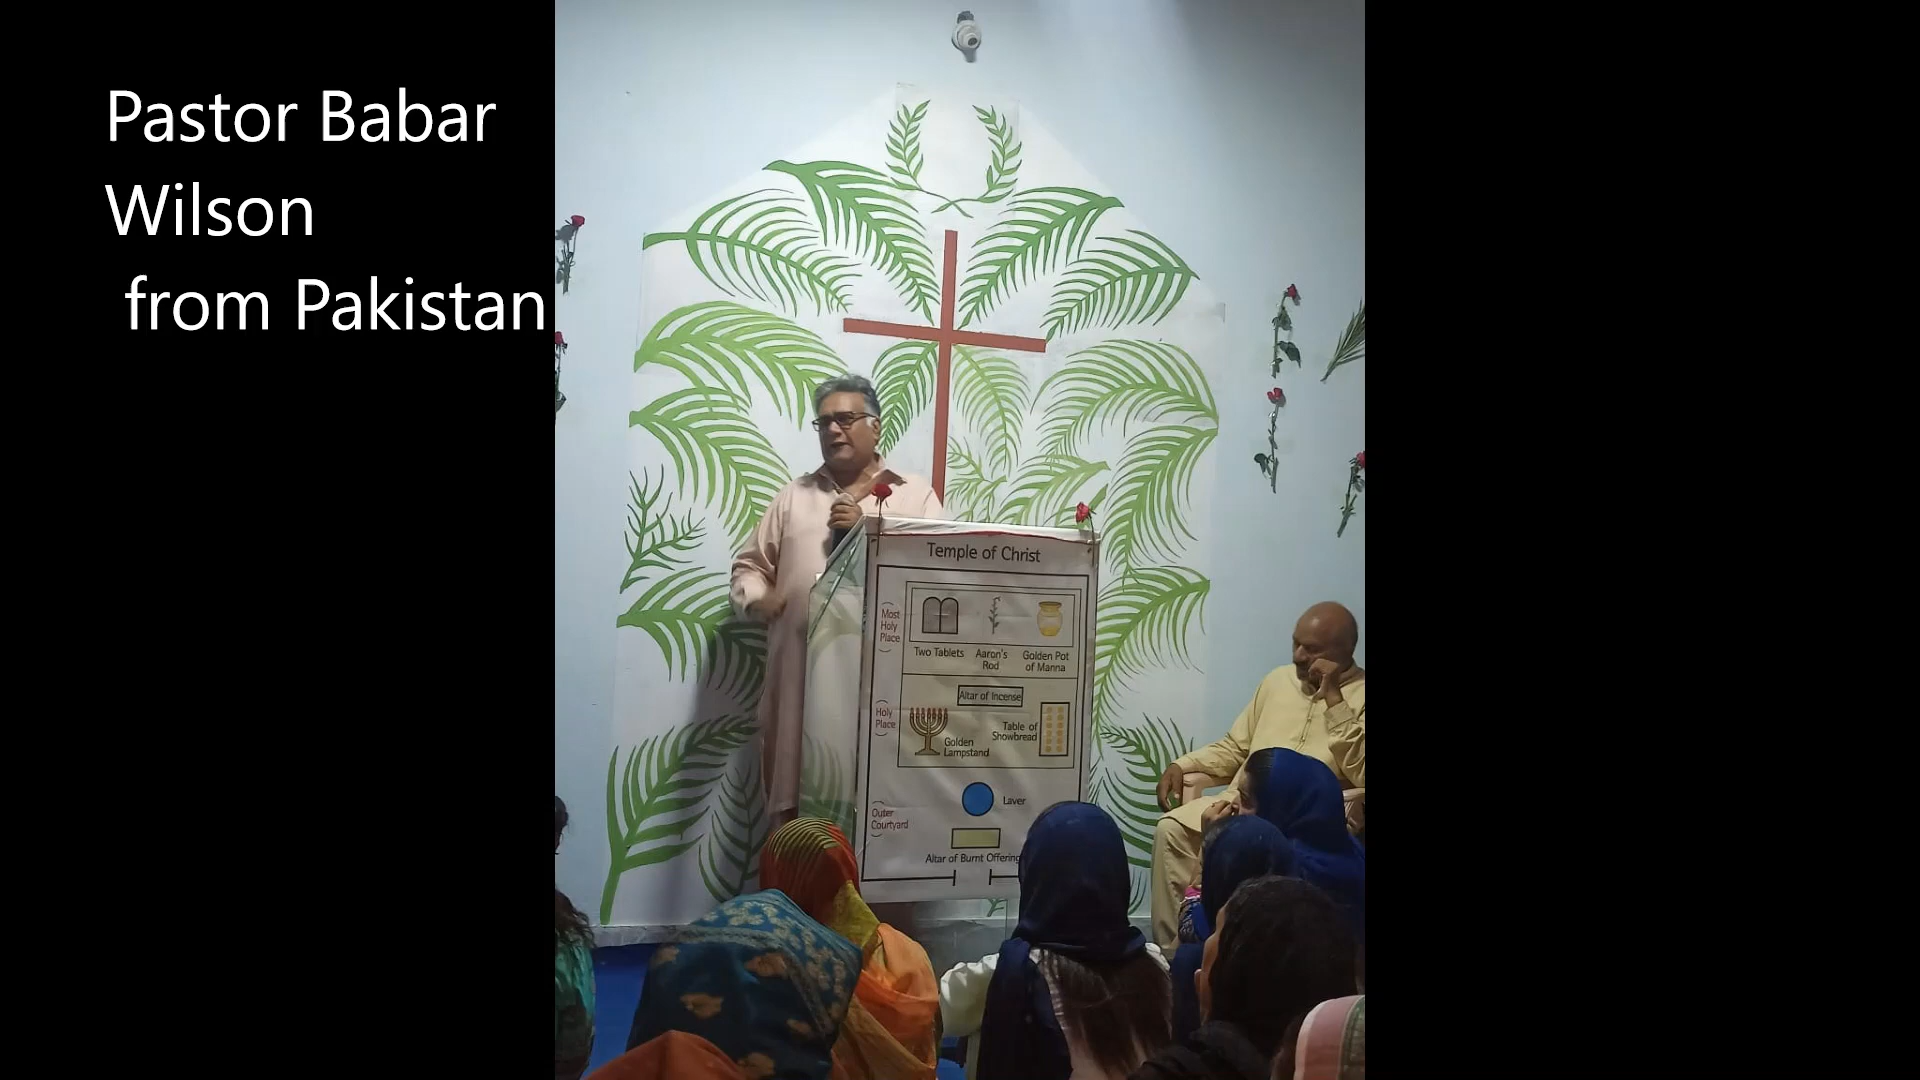 Pastor Babar
Wilson
from Pakistan
Temple of Christ
Most
Holy
Place
Two Tablets
Aaron's
Rod
Golden Pot
of Manna
Altar of Incense
Holy
Place
Golden
Lampstand
Table of
Showbread
Laver
Outer
Courtyard
Altar of Burnt Offering